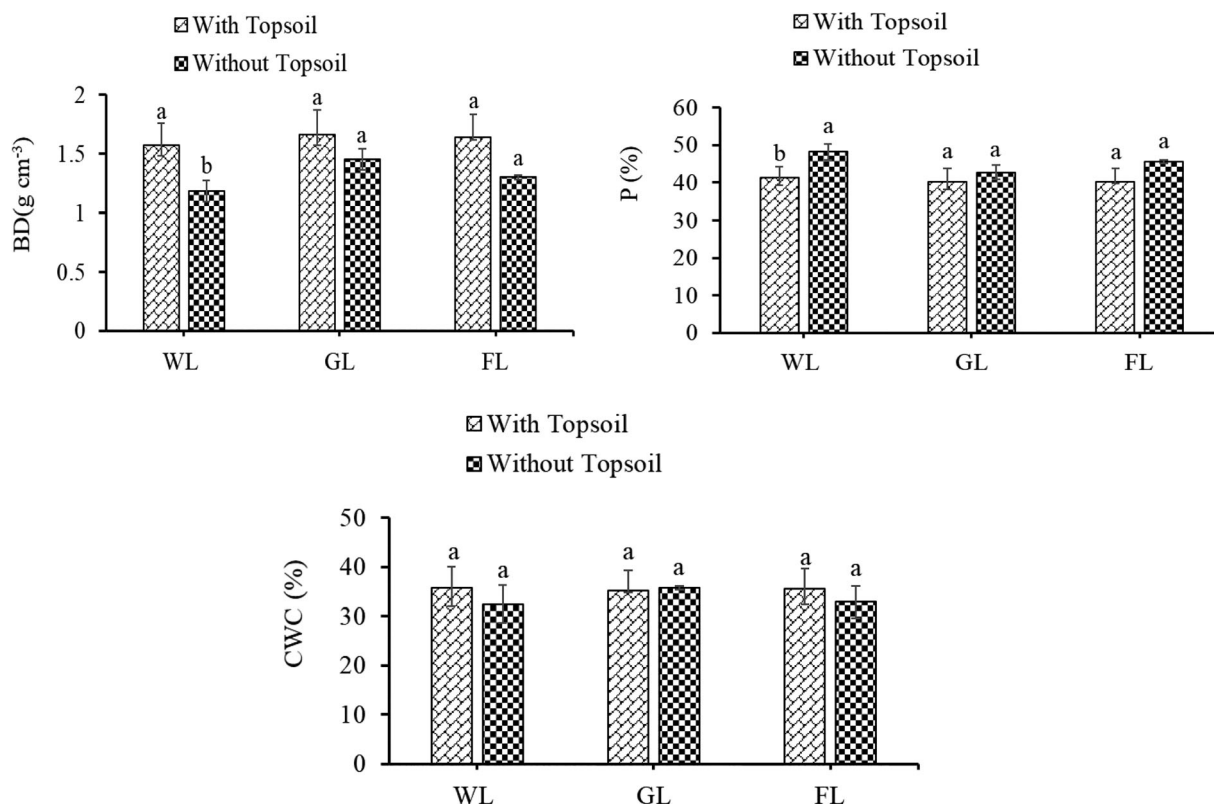 With Topsoil
Without Topsoil
BD(g cm⁻³)
2
1.5
1
0.5
0
a
b
a
a
a
a
WL
GL
FL
With Topsoil
Without Topsoil
P (%)
60
50
40
30
20
10
0
b
a
a
a
a
a
WL
GL
FL
With Topsoil
Without Topsoil
CWC (%)
50
40
30
20
10
0
a
a
a
a
a
a
WL
GL
FL